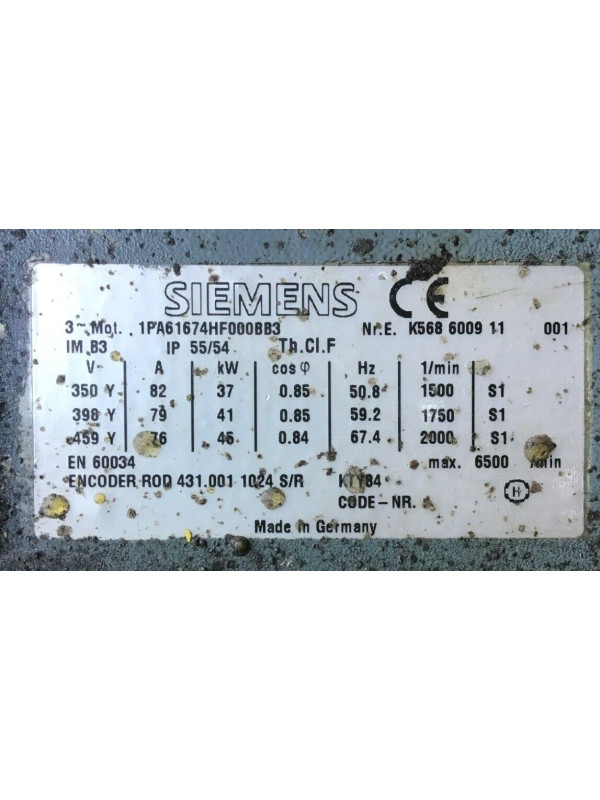 SIEMENS CE
3~ Mot. 1PA61674HF000BB3 Nr.E. K568 6009 11 001
IM B3 IP 55/54 Th.Cl.F
V A kW cosφ Hz 1/min
350 Y 82 37 0.85 50.8 1500 S1
398 Y 79 41 0.85 59.2 1750 S1
459 Y 76 46 0.84 67.4 2000 S1
EN 60034 max. 6500 /min
ENCODER ROD 431.001 1024 S/R KTY84
CODE-NR. H
Made in Germany